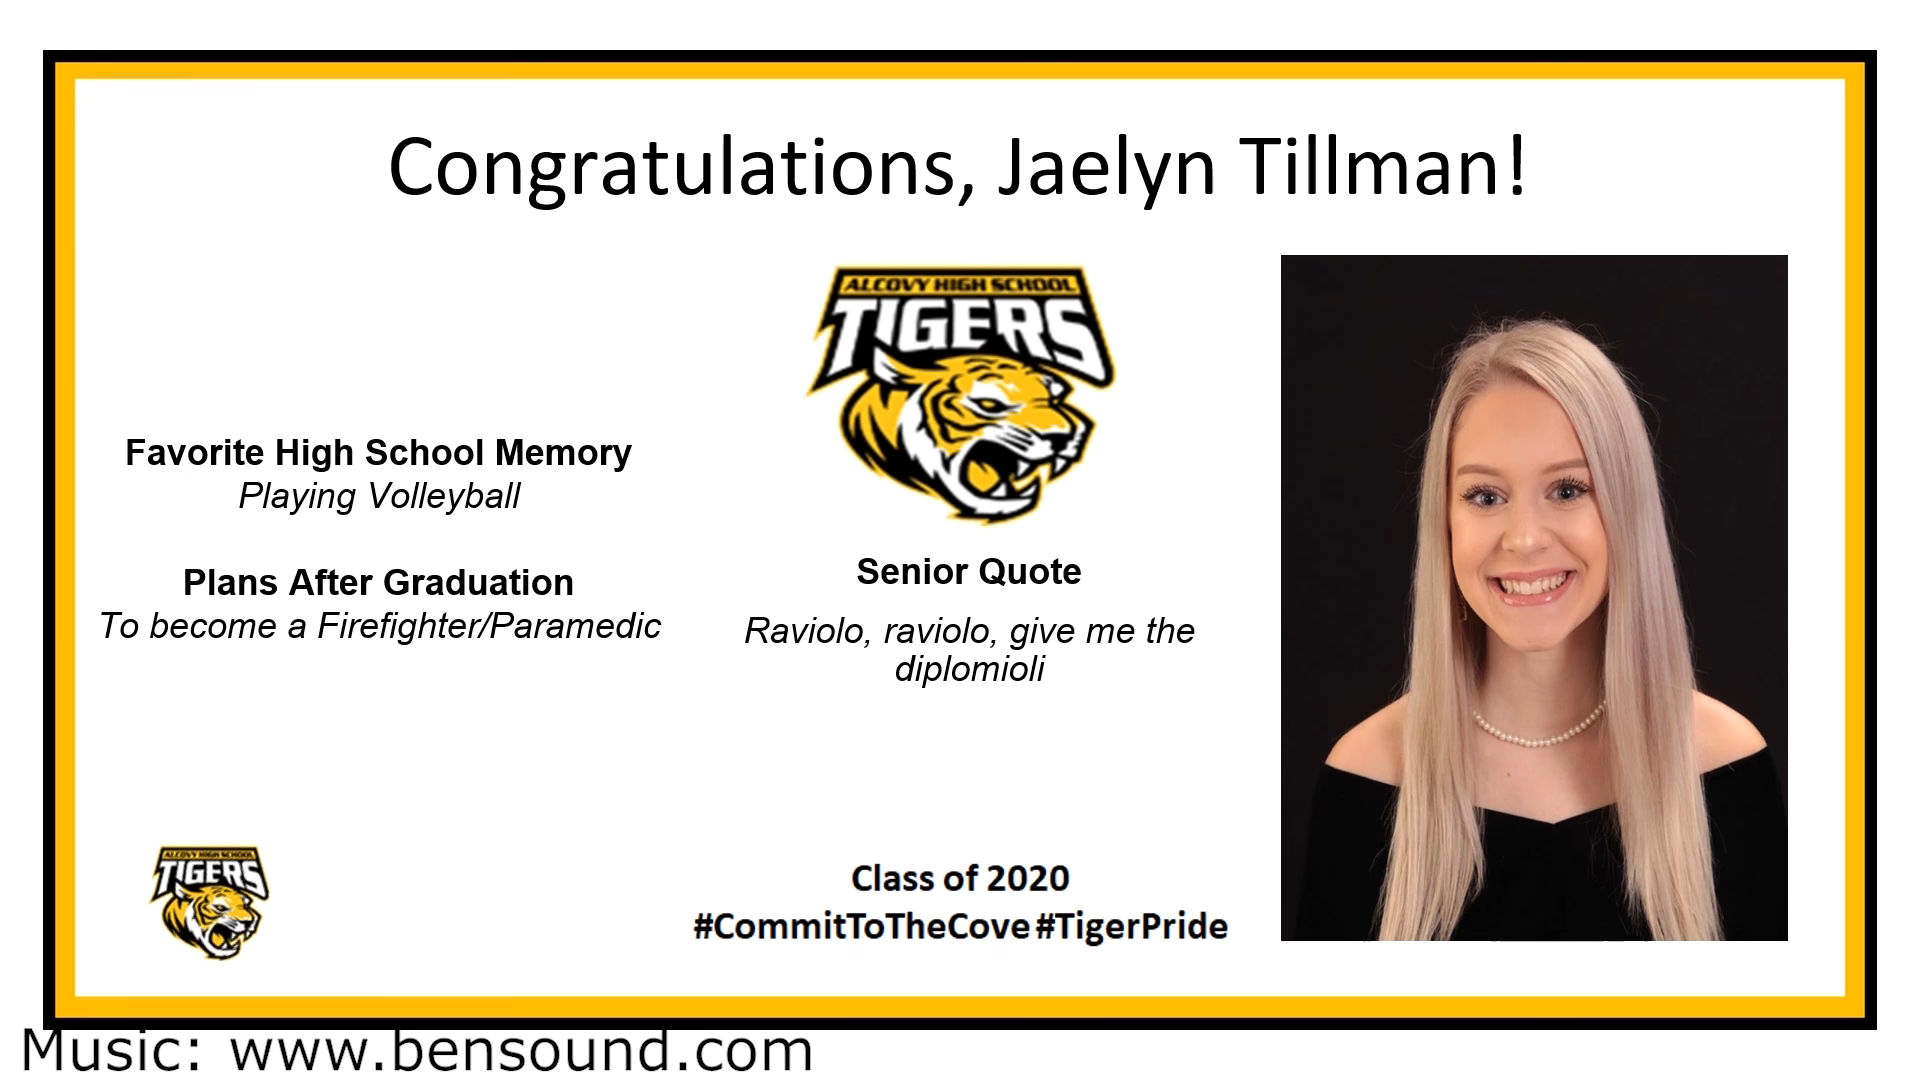 Congratulations, Jaelyn Tillman!
ALCOVY HIGH SCHOOL
TIGERS
Favorite High School Memory
Playing Volleyball
Plans After Graduation
To become a Firefighter/Paramedic
Senior Quote
Raviolo, raviolo, give me the
diplomioli
ALCOVY HIGH SCHOOL
TIGERS
Class of 2020
#CommitToTheCove #TigerPride
Music: www.bensound.com